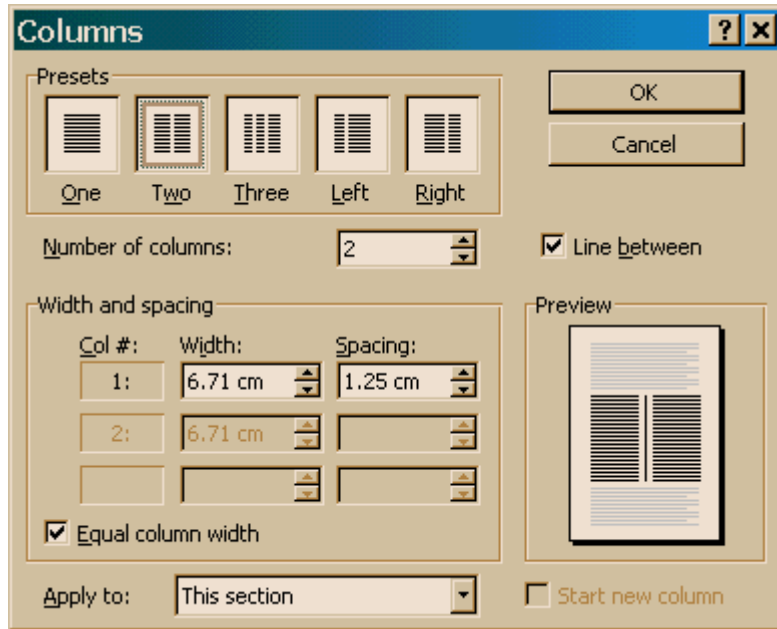 Columns
Presets
OK
Cancel
One Two Three Left Right
Number of columns: 2
Line between
Width and spacing
Preview
Col #: Width: Spacing:
1: 6.71 cm 1.25 cm
2: 6.71 cm
Equal column width
Apply to: This section
Start new column